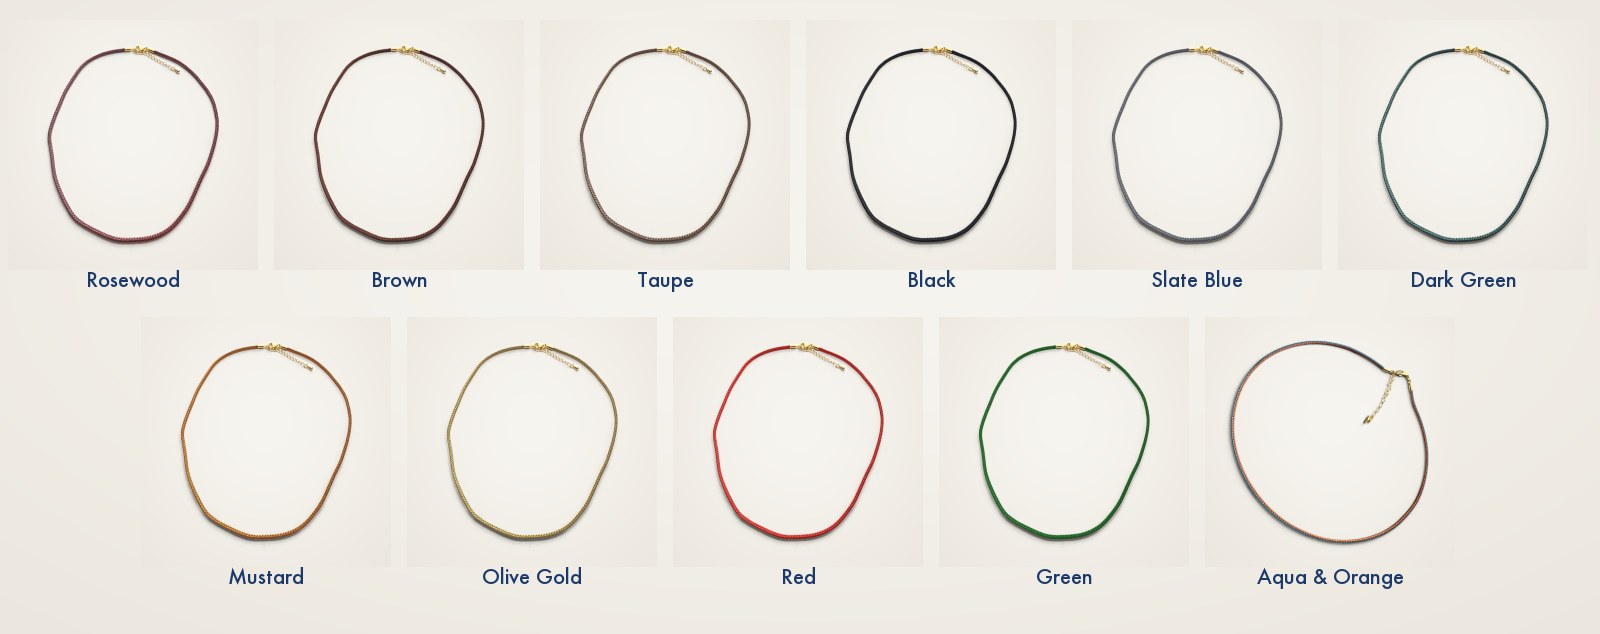 Rosewood
Brown
Taupe
Black
Slate Blue
Dark Green
Mustard
Olive Gold
Red
Green
Aqua & Orange